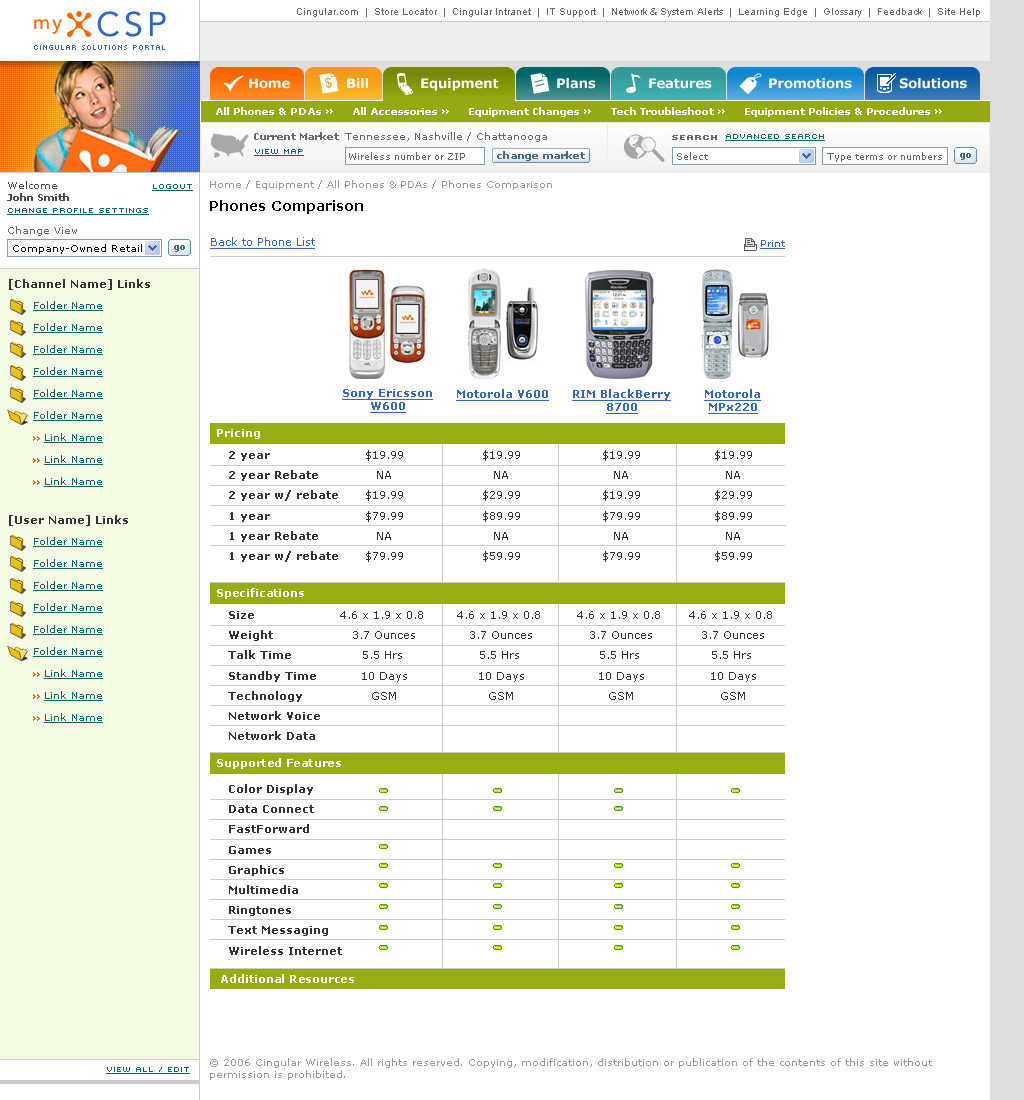 my CSP
CINGULAR SOLUTIONS PORTAL
Cingular.com | Store Locator | Cingular Intranet | IT Support | Network & System Alerts | Learning Edge | Glossary | Feedback | Site Help
Home Bill Equipment Plans Features Promotions Solutions
All Phones & PDAs ›› All Accessories ›› Equipment Changes ›› Tech Troubleshoot ›› Equipment Policies & Procedures ››
Current Market Tennessee, Nashville / Chattanooga
VIEW MAP
Wireless number or ZIP change market
SEARCH ADVANCED SEARCH
Select Type terms or numbers go
Welcome LOGOUT
John Smith
CHANGE PROFILE SETTINGS
Change View
Company-Owned Retail go
[Channel Name] Links
Folder Name
Folder Name
Folder Name
Folder Name
Folder Name
Folder Name
›› Link Name
›› Link Name
›› Link Name
[User Name] Links
Folder Name
Folder Name
Folder Name
Folder Name
Folder Name
Folder Name
›› Link Name
›› Link Name
›› Link Name
VIEW ALL / EDIT
Home / Equipment / All Phones & PDAs / Phones Comparison
Phones Comparison
Back to Phone List Print
Sony Ericsson W600 Motorola V600 RIM BlackBerry 8700 Motorola MPx220
Pricing
2 year $19.99 $19.99 $19.99 $19.99
2 year Rebate NA NA NA NA
2 year w/ rebate $19.99 $29.99 $19.99 $29.99
1 year $79.99 $89.99 $79.99 $89.99
1 year Rebate NA NA NA NA
1 year w/ rebate $79.99 $59.99 $79.99 $59.99
Specifications
Size 4.6 x 1.9 x 0.8 4.6 x 1.9 x 0.8 4.6 x 1.9 x 0.8 4.6 x 1.9 x 0.8
Weight 3.7 Ounces 3.7 Ounces 3.7 Ounces 3.7 Ounces
Talk Time 5.5 Hrs 5.5 Hrs 5.5 Hrs 5.5 Hrs
Standby Time 10 Days 10 Days 10 Days 10 Days
Technology GSM GSM GSM GSM
Network Voice
Network Data
Supported Features
Color Display
Data Connect
FastForward
Games
Graphics
Multimedia
Ringtones
Text Messaging
Wireless Internet
Additional Resources
© 2006 Cingular Wireless. All rights reserved. Copying, modification, distribution or publication of the contents of this site without
permission is prohibited.